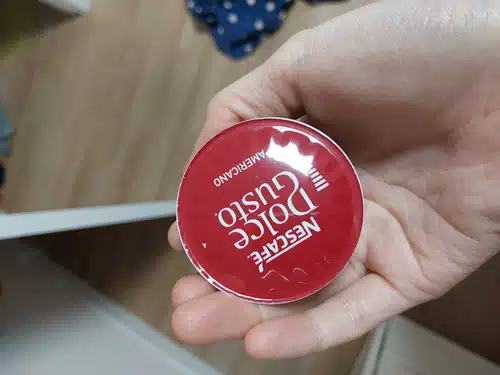 NESCAFÉ.
Dolce
Gusto.
AMERICANO